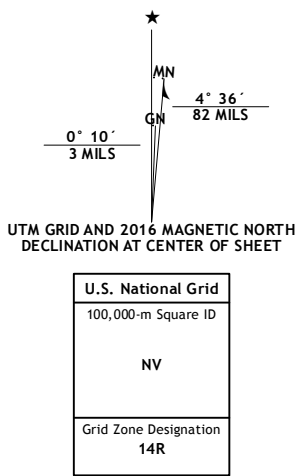 ★
MN
4° 36´
82 MILS
GN
0° 10´
3 MILS
UTM GRID AND 2016 MAGNETIC NORTH
DECLINATION AT CENTER OF SHEET
U.S. National Grid
100,000-m Square ID
NV
Grid Zone Designation
14R